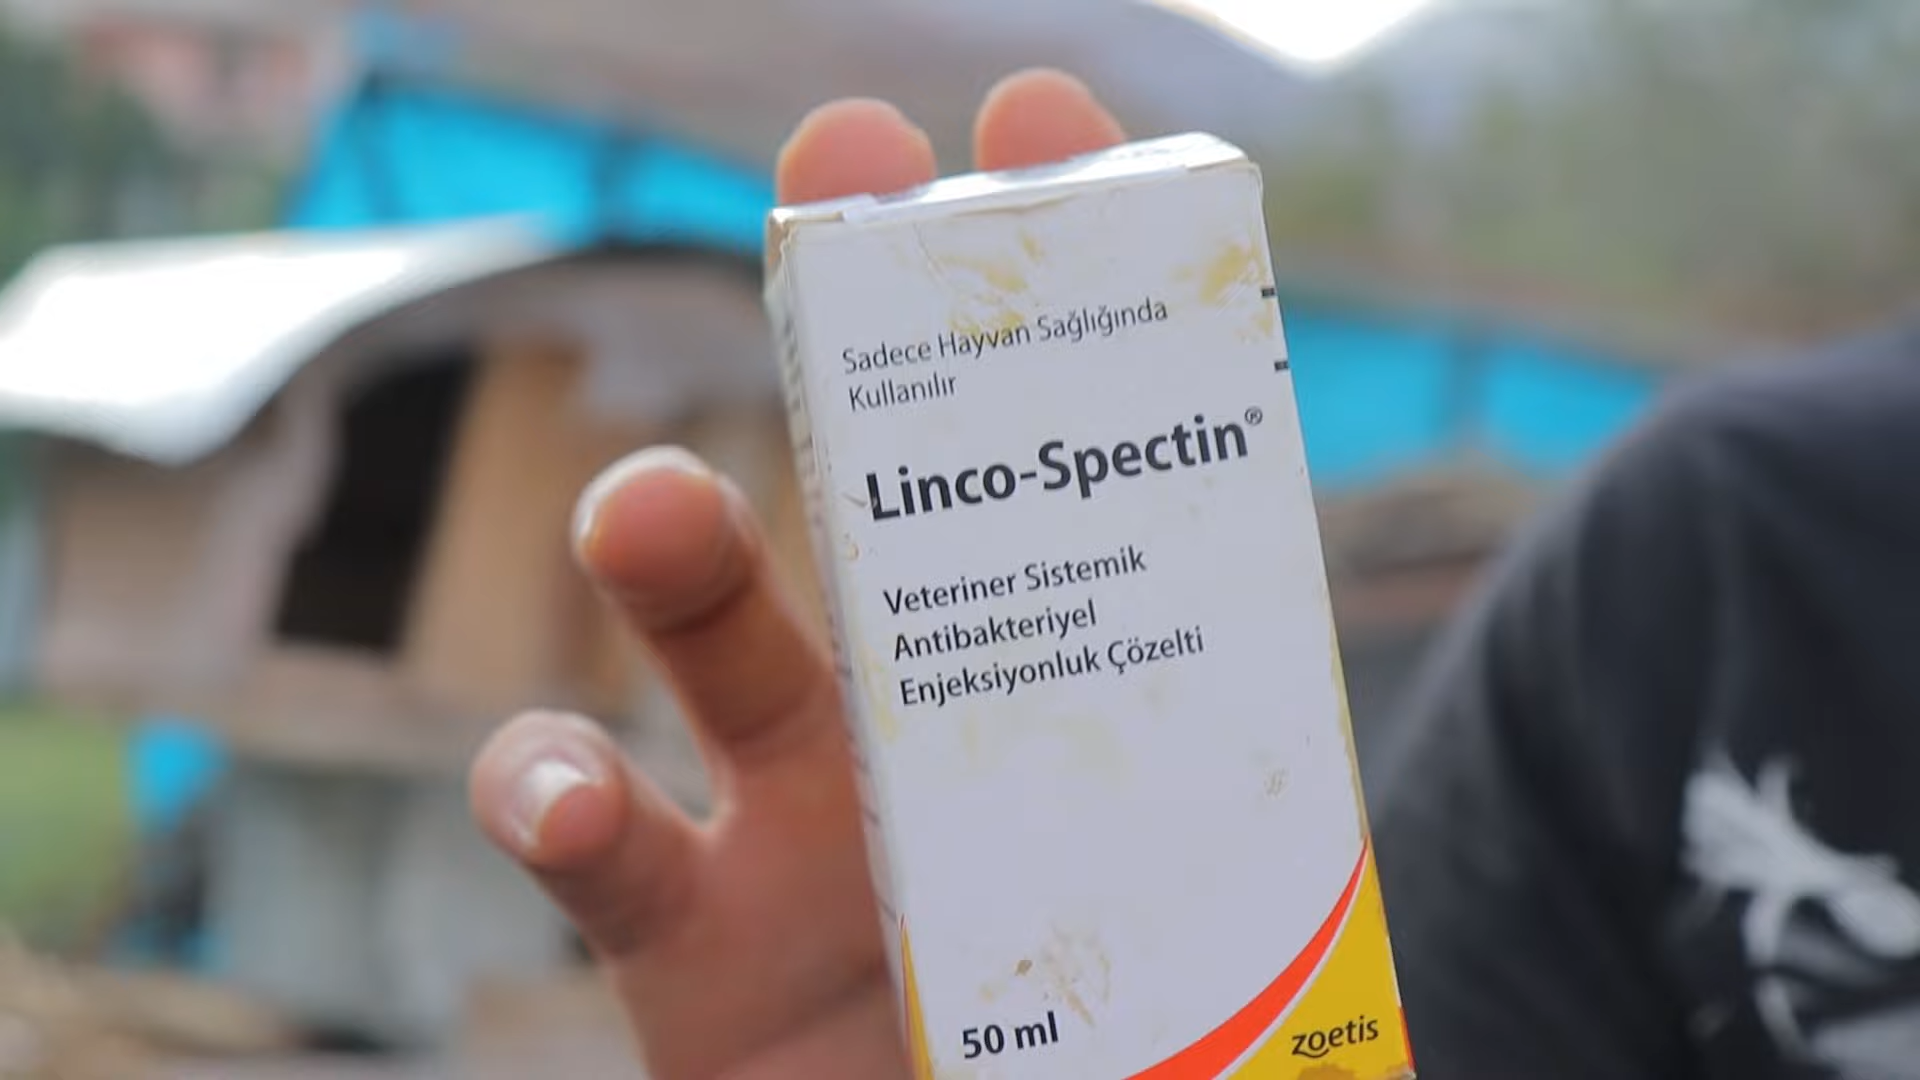 Sadece Hayvan Sağlığında
Kullanılır
Linco-Spectin®
Veteriner Sistemik
Antibakteriyel
Enjeksiyonluk Çözelti
50 ml
zoetis